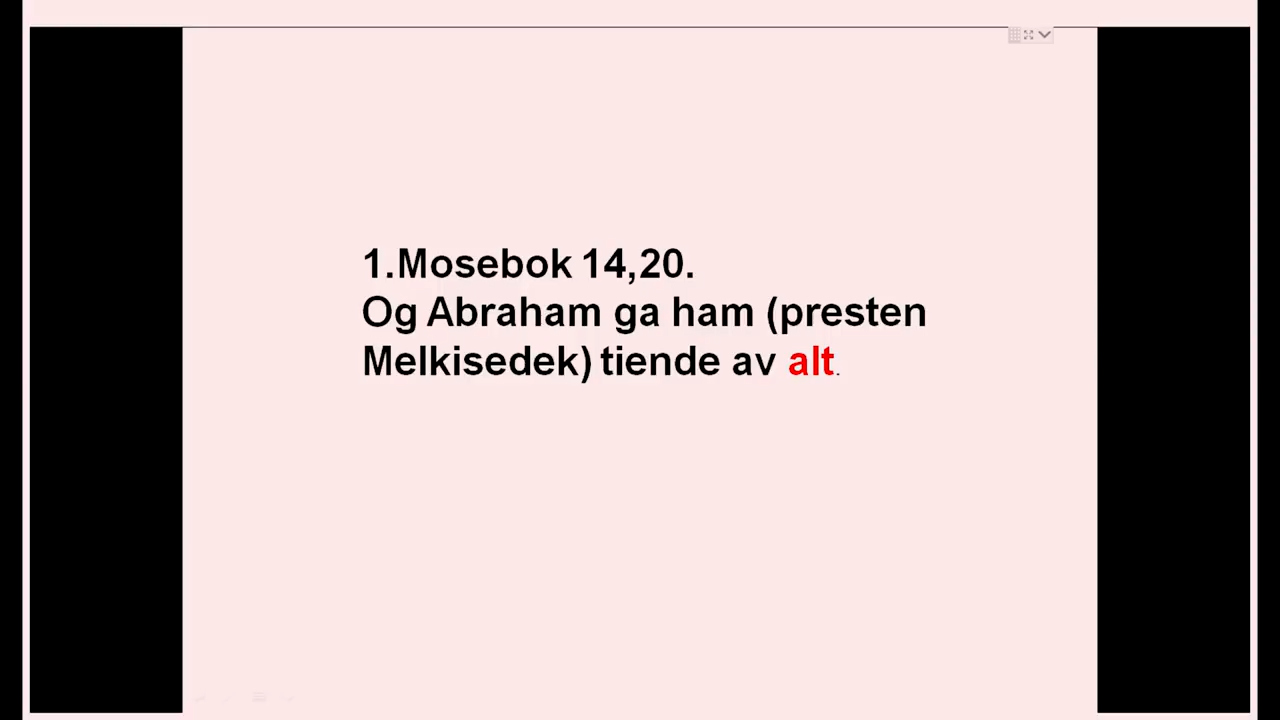 1.Mosebok 14,20.
Og Abraham ga ham (presten
Melkisedek) tiende av alt.